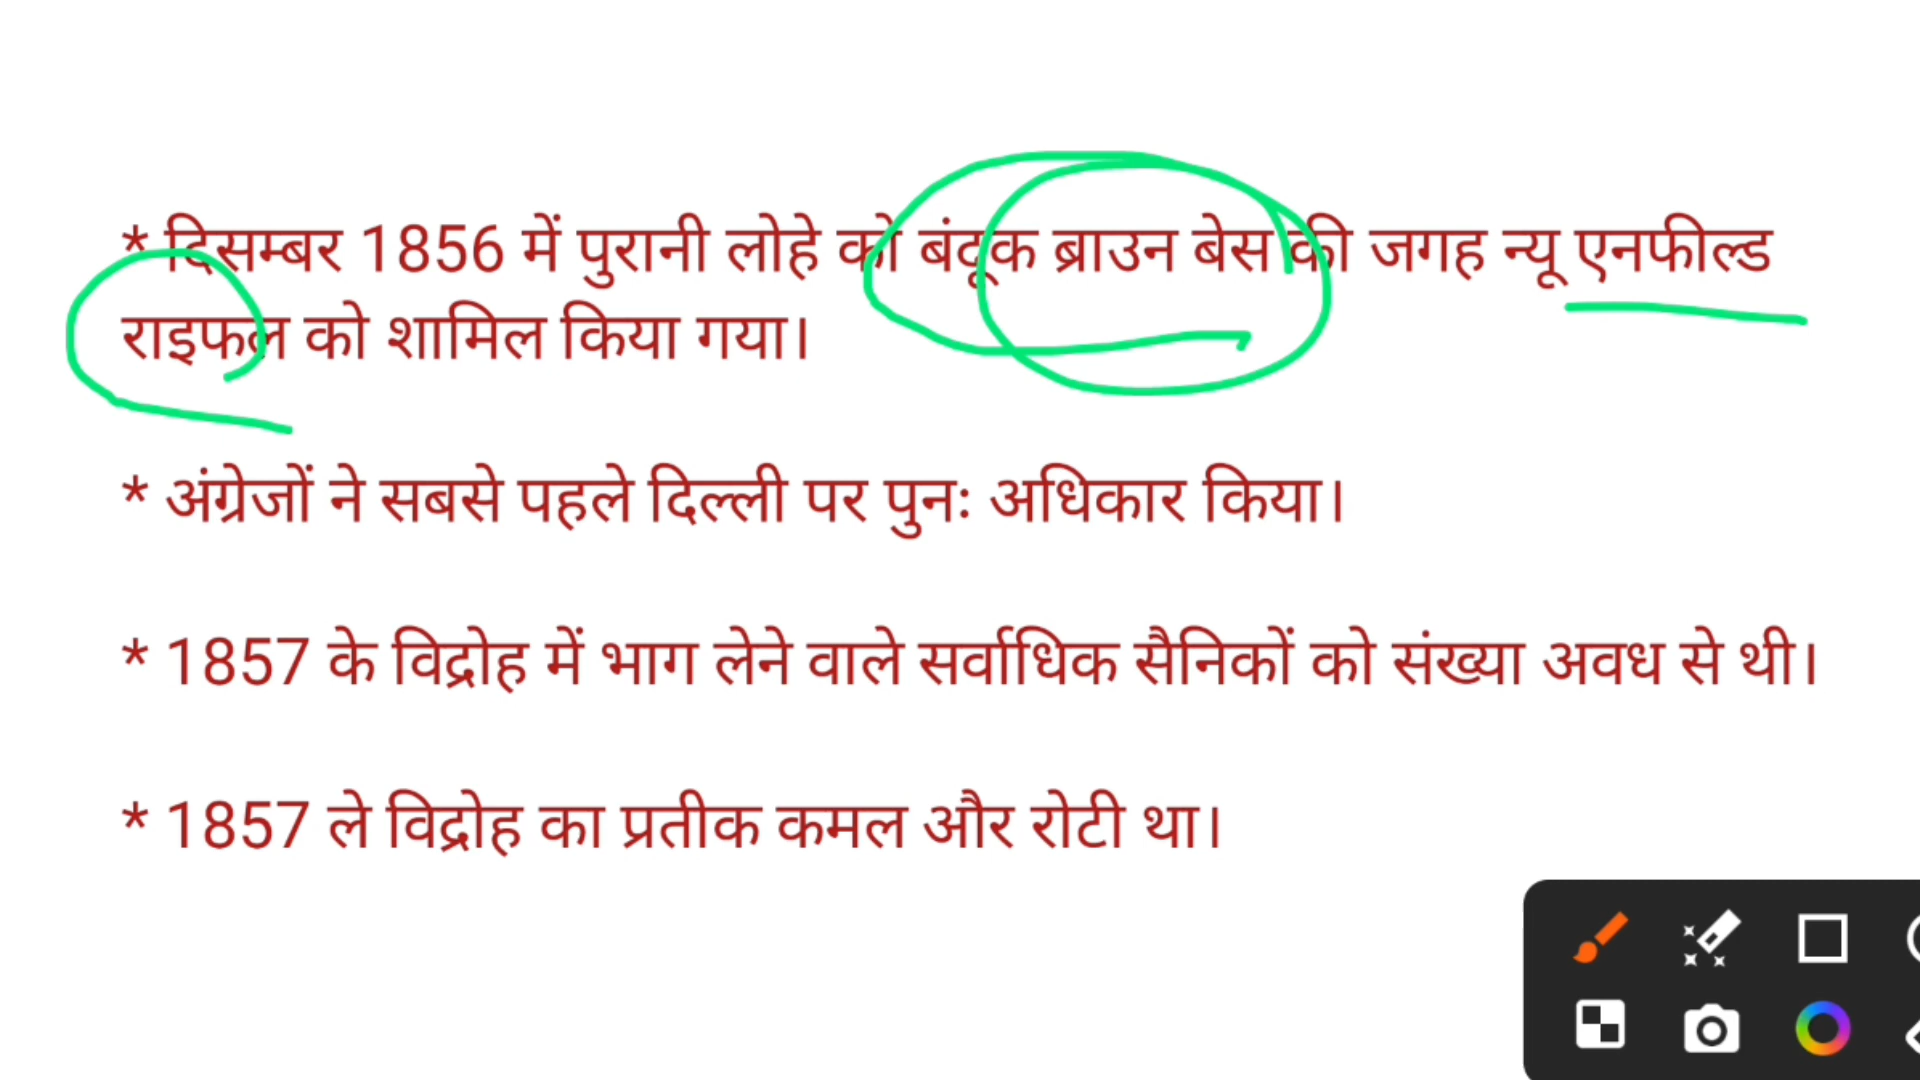 * दिसम्बर 1856 में पुरानी लोहे को बंदूक ब्राउन बेस की जगह न्यू एनफील्ड
राइफल को शामिल किया गया।
* अंग्रेजों ने सबसे पहले दिल्ली पर पुनः अधिकार किया।
* 1857 के विद्रोह में भाग लेने वाले सर्वाधिक सैनिकों को संख्या अवध से थी।
* 1857 ले विद्रोह का प्रतीक कमल और रोटी था।